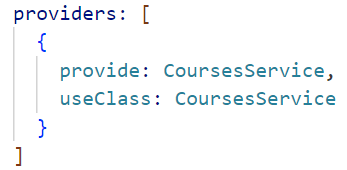 providers: [
  {
    provide: CoursesService,
    useClass: CoursesService
  }
]